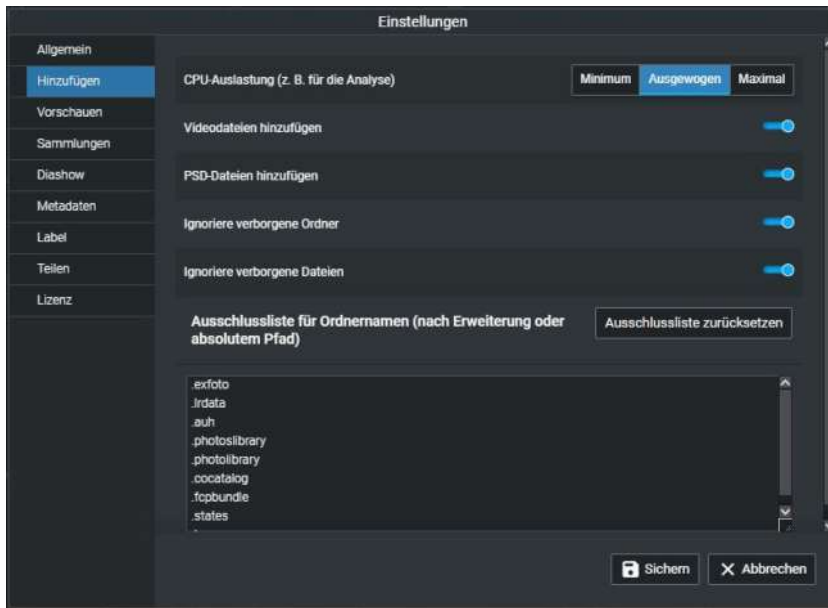 Einstellungen
Allgemein
Hinzufügen
Vorschauen
Sammlungen
Diashow
Metadaten
Label
Teilen
Lizenz
CPU-Auslastung (z. B. für die Analyse)
Minimum Ausgewogen Maximal
Videodateien hinzufügen
PSD-Dateien hinzufügen
Ignoriere verborgene Ordner
Ignoriere verborgene Dateien
Ausschlussliste für Ordnernamen (nach Erweiterung oder
absolutem Pfad)
Ausschlussliste zurücksetzen
.exfoto
.lrdata
.auh
.photoslibrary
.photolibrary
.cocatalog
.fcpbundle
.states
Sichern
Abbrechen